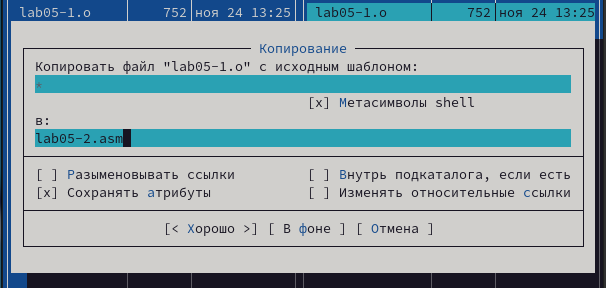 lab05-1.o 752 ноя 24 13:25 lab05-1.o 752 ноя 24 13:25
Копирование
Копировать файл "lab05-1.o" с исходным шаблоном:
*
[x] Метасимволы shell
в:
lab05-2.asm
[ ] Разыменовывать ссылки [ ] Внутрь подкаталога, если есть
[x] Сохранять атрибуты [ ] Изменять относительные ссылки
[< Хорошо >] [ В фоне ] [ Отмена ]